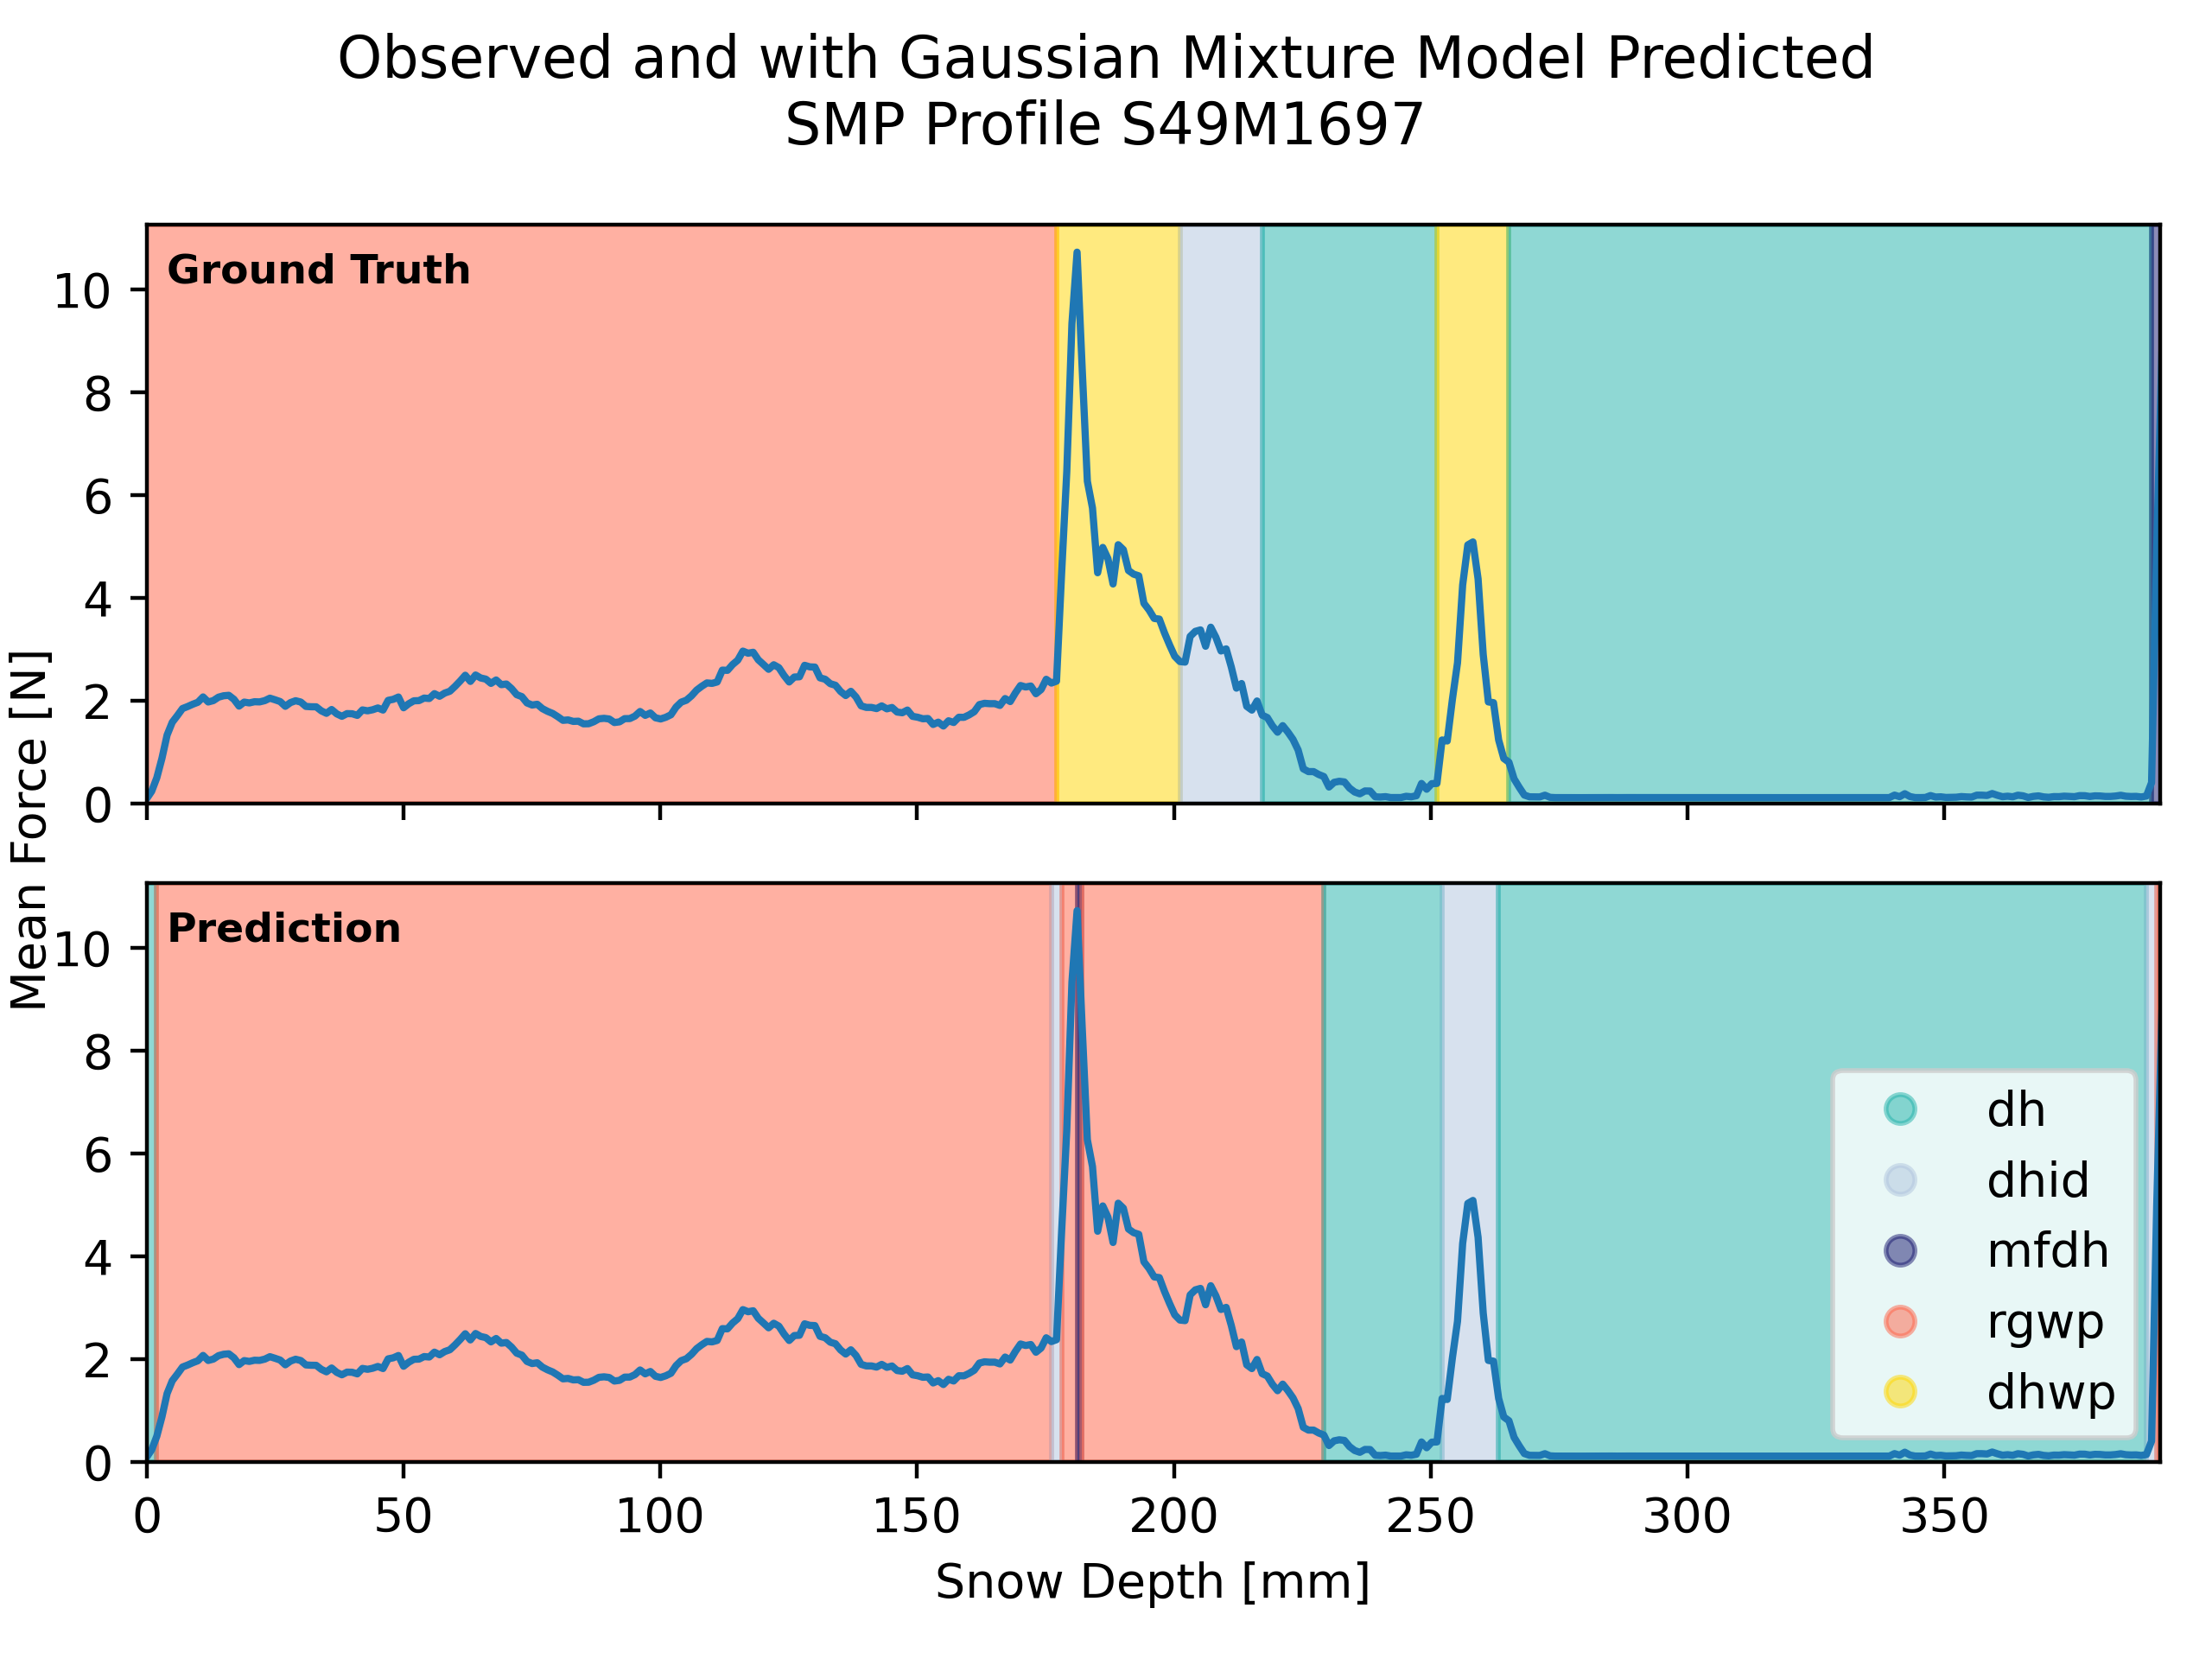 Observed and with Gaussian Mixture Model Predicted
SMP Profile S49M1697
Ground Truth
10
8
6
4
2
0
Mean Force [N]
Prediction
10
8
6
4
2
0
dh
dhid
mfdh
rgwp
dhwp
0 50 100 150 200 250 300 350
Snow Depth [mm]